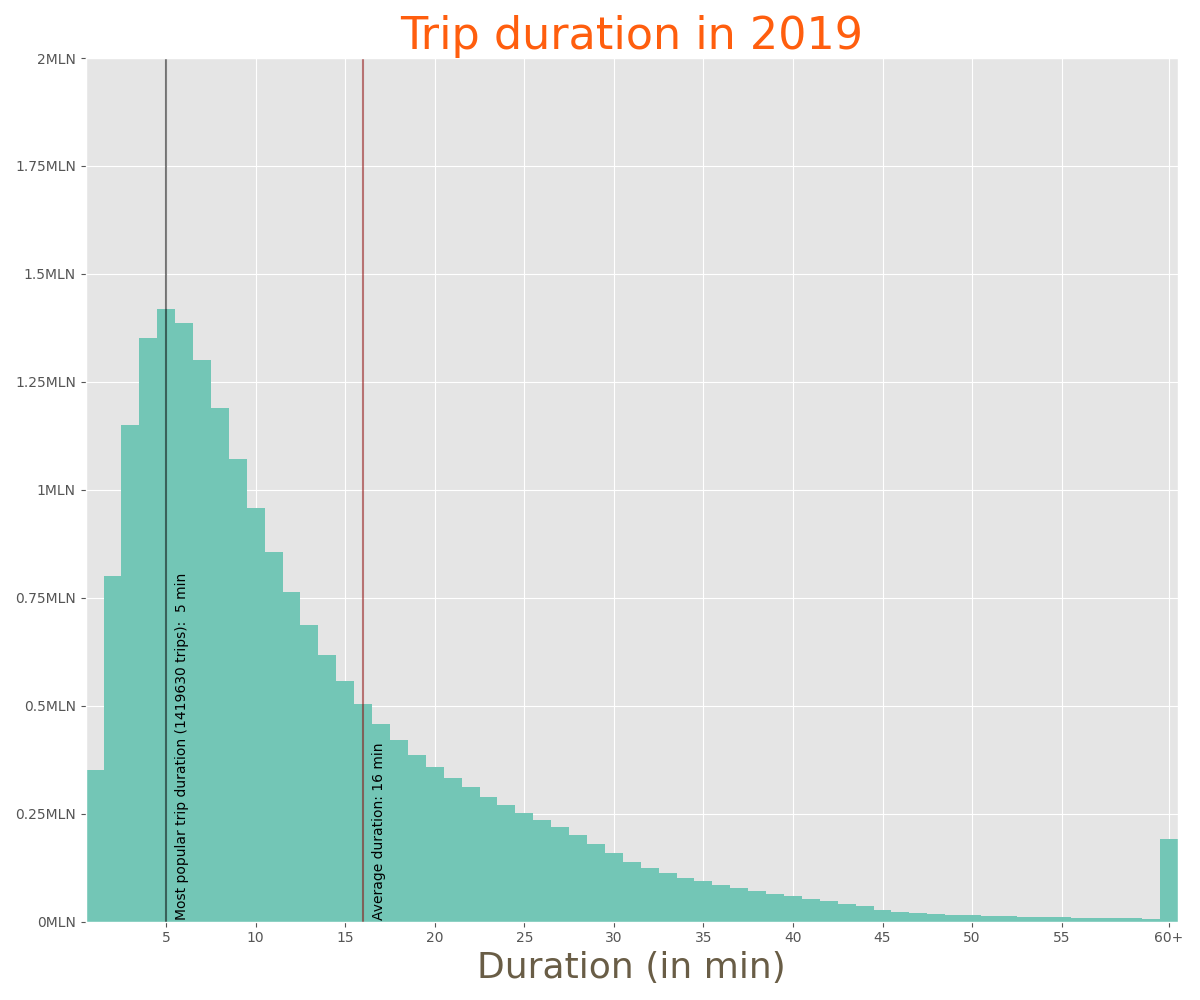 Trip duration in 2019
2MLN
1.75MLN
1.5MLN
1.25MLN
1MLN
0.75MLN
0.5MLN
0.25MLN
0MLN
Most popular trip duration (1419630 trips):  5 min
Average duration: 16 min
5 10 15 20 25 30 35 40 45 50 55 60+
Duration (in min)